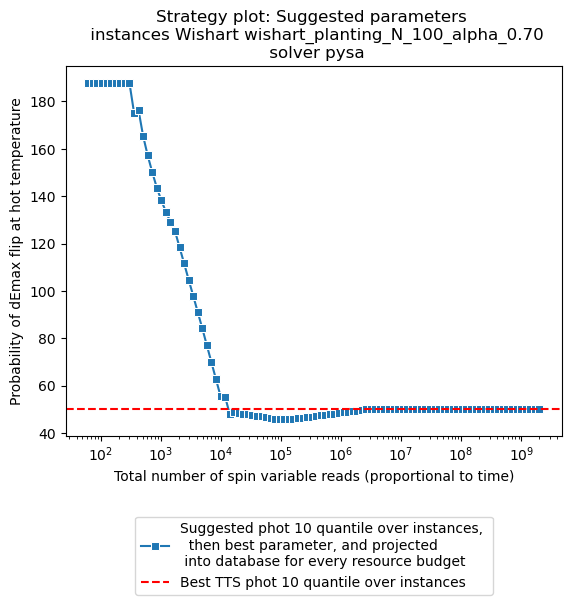 Strategy plot: Suggested parameters
instances Wishart wishart_planting_N_100_alpha_0.70
solver pysa
Probability of dEmax flip at hot temperature
180
160
140
120
100
80
60
40
10^2 10^3 10^4 10^5 10^6 10^7 10^8 10^9
Total number of spin variable reads (proportional to time)
Suggested phot 10 quantile over instances,
then best parameter, and projected
into database for every resource budget
Best TTS phot 10 quantile over instances